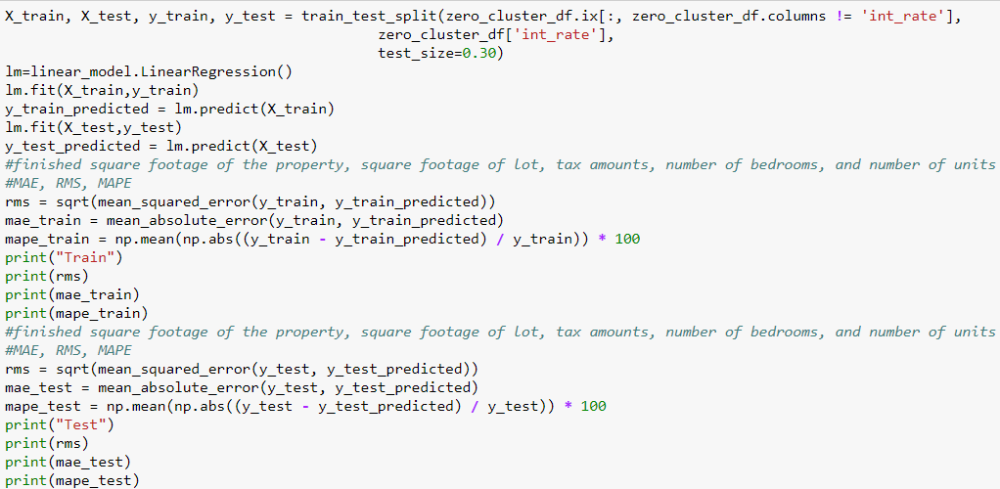 X_train, X_test, y_train, y_test = train_test_split(zero_cluster_df.ix[:, zero_cluster_df.columns != 'int_rate'],
zero_cluster_df['int_rate'],
test_size=0.30)
lm=linear_model.LinearRegression()
lm.fit(X_train,y_train)
y_train_predicted = lm.predict(X_train)
lm.fit(X_test,y_test)
y_test_predicted = lm.predict(X_test)
#finished square footage of the property, square footage of lot, tax amounts, number of bedrooms, and number of units
#MAE, RMS, MAPE
rms = sqrt(mean_squared_error(y_train, y_train_predicted))
mae_train = mean_absolute_error(y_train, y_train_predicted)
mape_train = np.mean(np.abs((y_train - y_train_predicted) / y_train)) * 100
print("Train")
print(rms)
print(mae_train)
print(mape_train)
#finished square footage of the property, square footage of lot, tax amounts, number of bedrooms, and number of units
#MAE, RMS, MAPE
rms = sqrt(mean_squared_error(y_test, y_test_predicted))
mae_test = mean_absolute_error(y_test, y_test_predicted)
mape_test = np.mean(np.abs((y_test - y_test_predicted) / y_test)) * 100
print("Test")
print(rms)
print(mae_test)
print(mape_test)